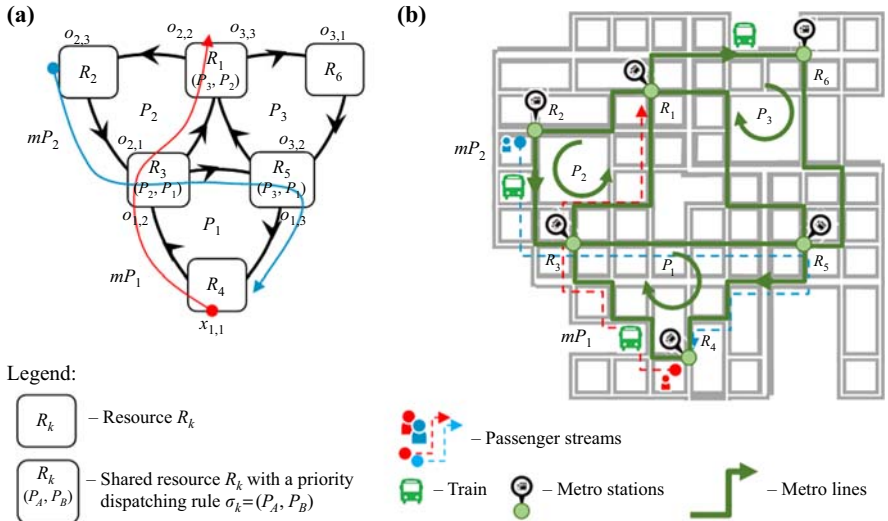 (a)
(b)
o2,3
o2,2
o3,3
o3,1
R2
R1
(P3, P2)
R6
P2
P3
mP2
o2,1
o3,2
R3
(P2, P1)
R5
(P3, P1)
o1,2
o1,3
P1
mP1
R4
x1,1
R6
R2
R1
P3
mP2
P2
R3
P1
R5
mP1
R4
Legend:
Rk
– Resource Rk
Rk
(PA, PB)
– Shared resource Rk with a priority
dispatching rule σk=(PA, PB)
– Passenger streams
– Train
– Metro stations
– Metro lines